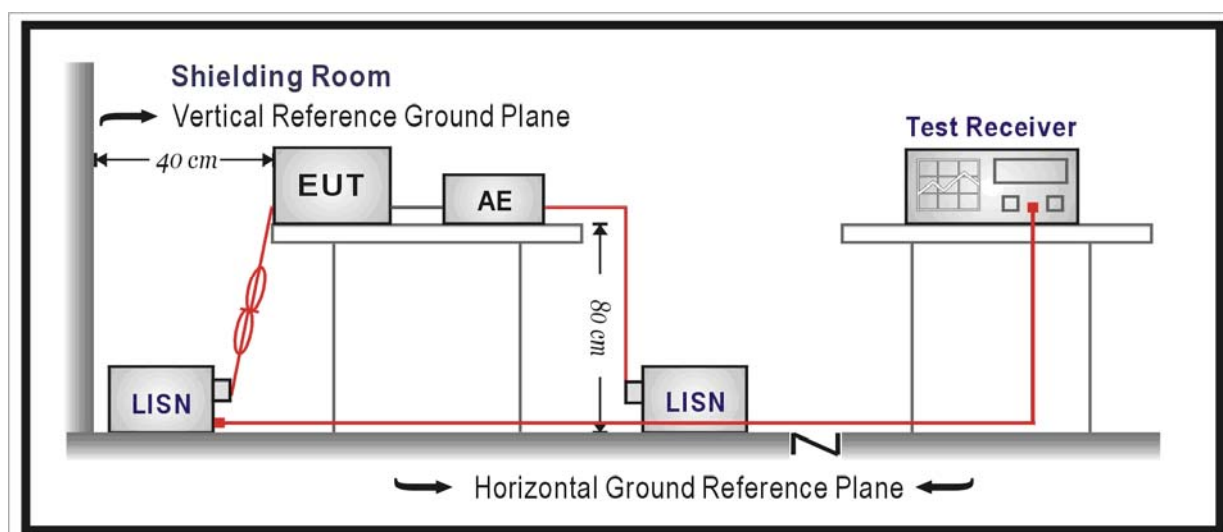 Shielding Room
Vertical Reference Ground Plane
40 cm
EUT
AE
Test Receiver
80 cm
LISN
LISN
Horizontal Ground Reference Plane